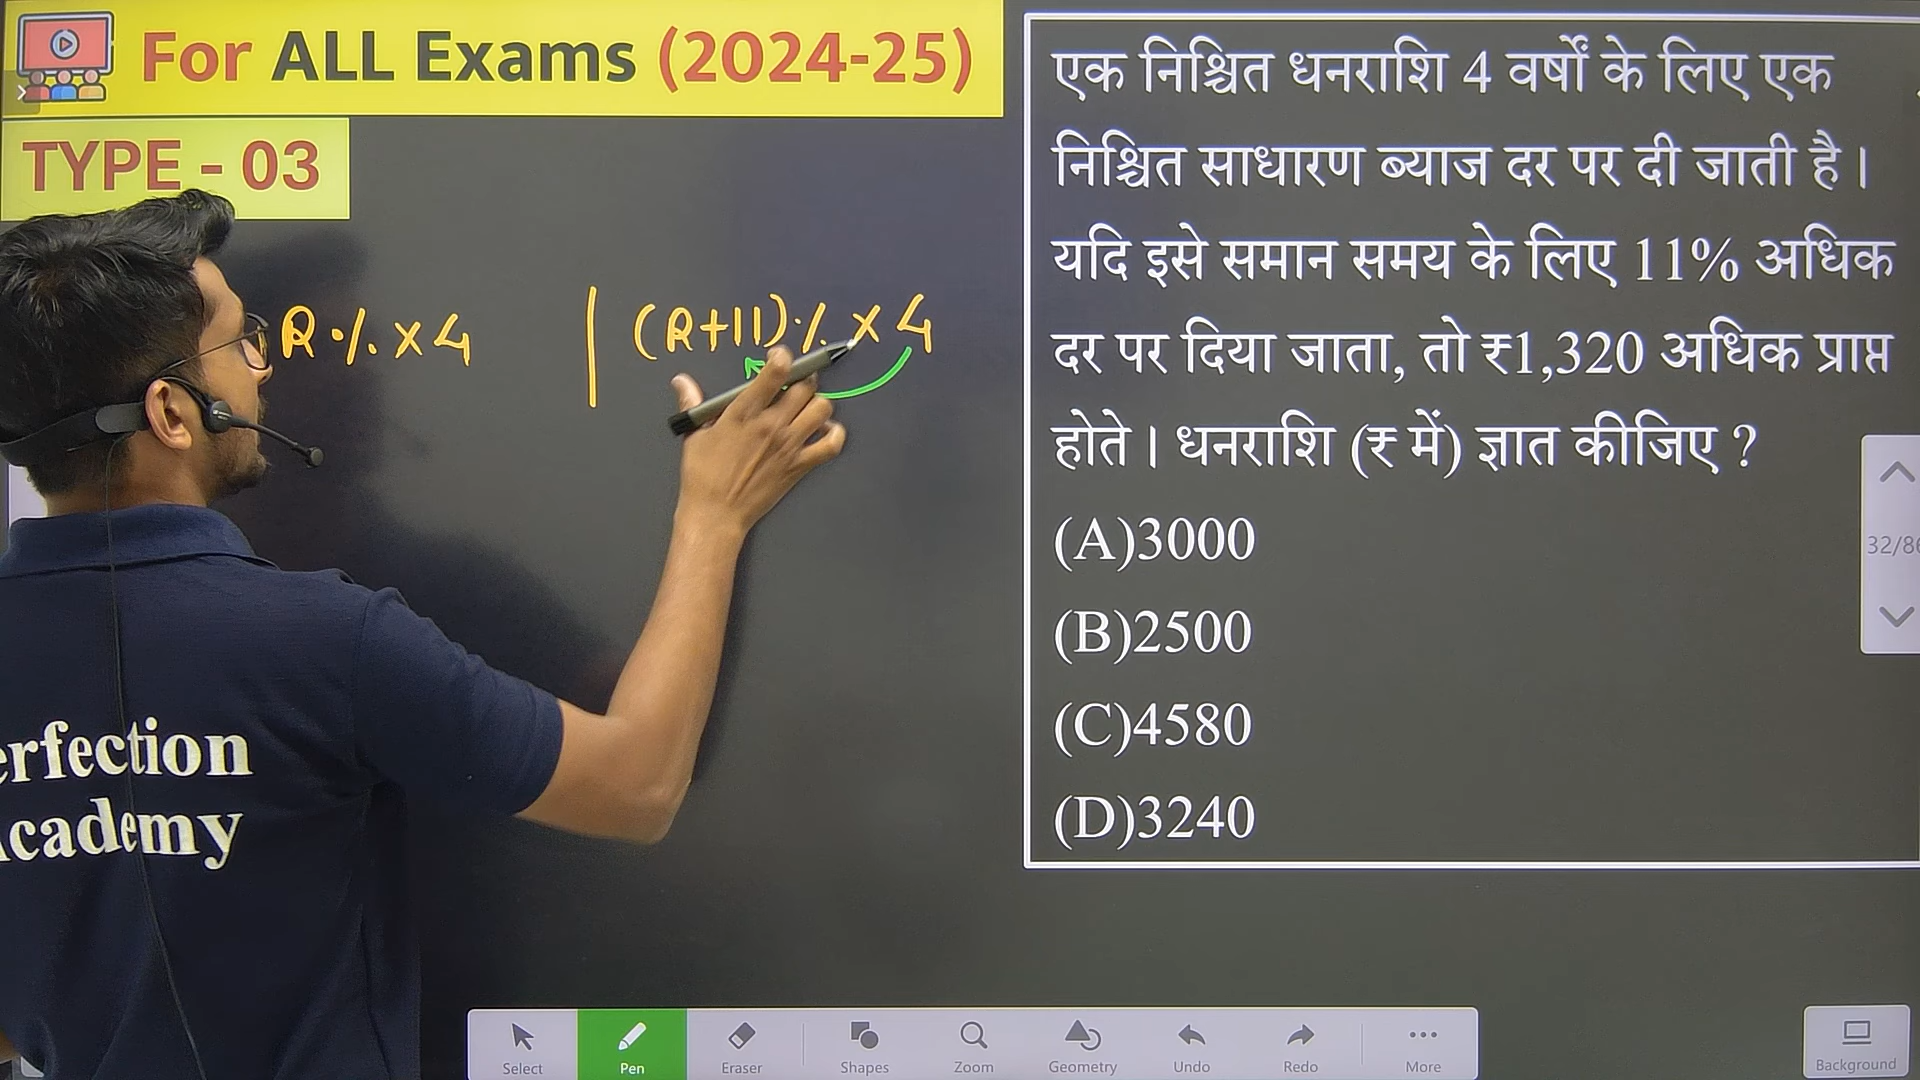 For ALL Exams (2024-25)
TYPE - 03
R % × 4 | (R+11) % × 4
एक निश्चित धनराशि 4 वर्षों के लिए एक
निश्चित साधारण ब्याज दर पर दी जाती है।
यदि इसे समान समय के लिए 11% अधिक
दर पर दिया जाता, तो ₹1,320 अधिक प्राप्त
होते। धनराशि (₹ में) ज्ञात कीजिए ?
(A)3000
(B)2500
(C)4580
(D)3240
32/86
erfection
cademy
Select Pen Eraser Shapes Zoom Geometry Undo Redo More Background